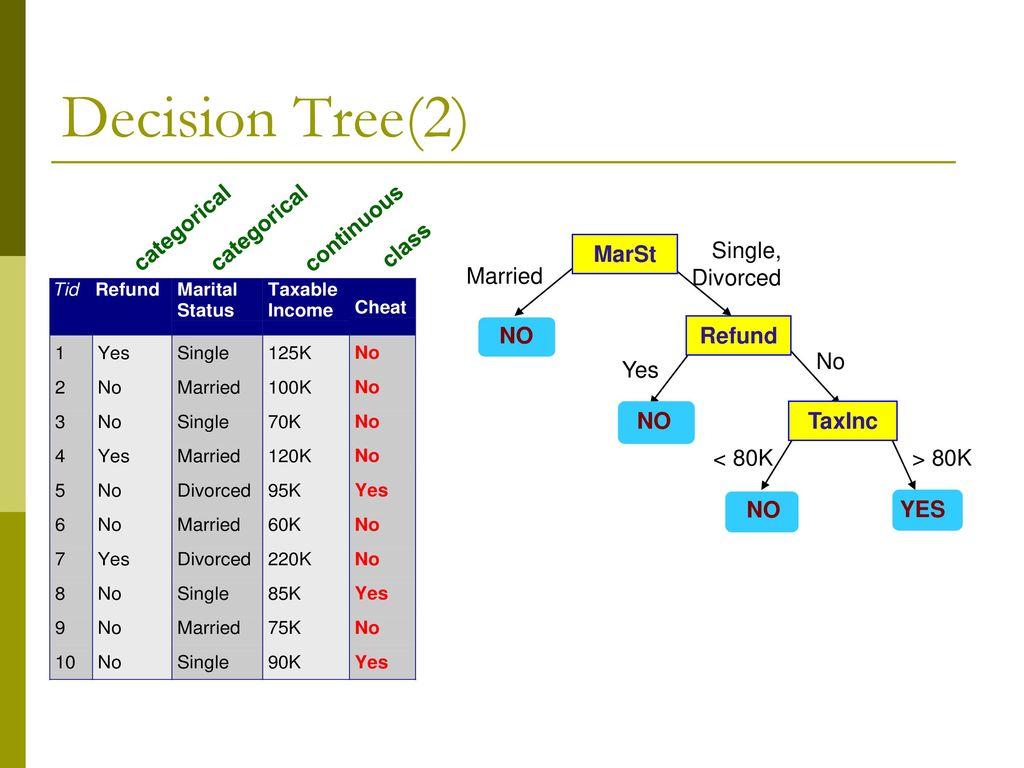 Decision Tree(2)
categorical
categorical
continuous
class
Tid Refund Marital Status Taxable Income Cheat
1 Yes Single 125K No
2 No Married 100K No
3 No Single 70K No
4 Yes Married 120K No
5 No Divorced 95K Yes
6 No Married 60K No
7 Yes Divorced 220K No
8 No Single 85K Yes
9 No Married 75K No
10 No Single 90K Yes
MarSt
Married
Single,
Divorced
NO
Refund
Yes
No
NO
TaxInc
< 80K
> 80K
NO
YES